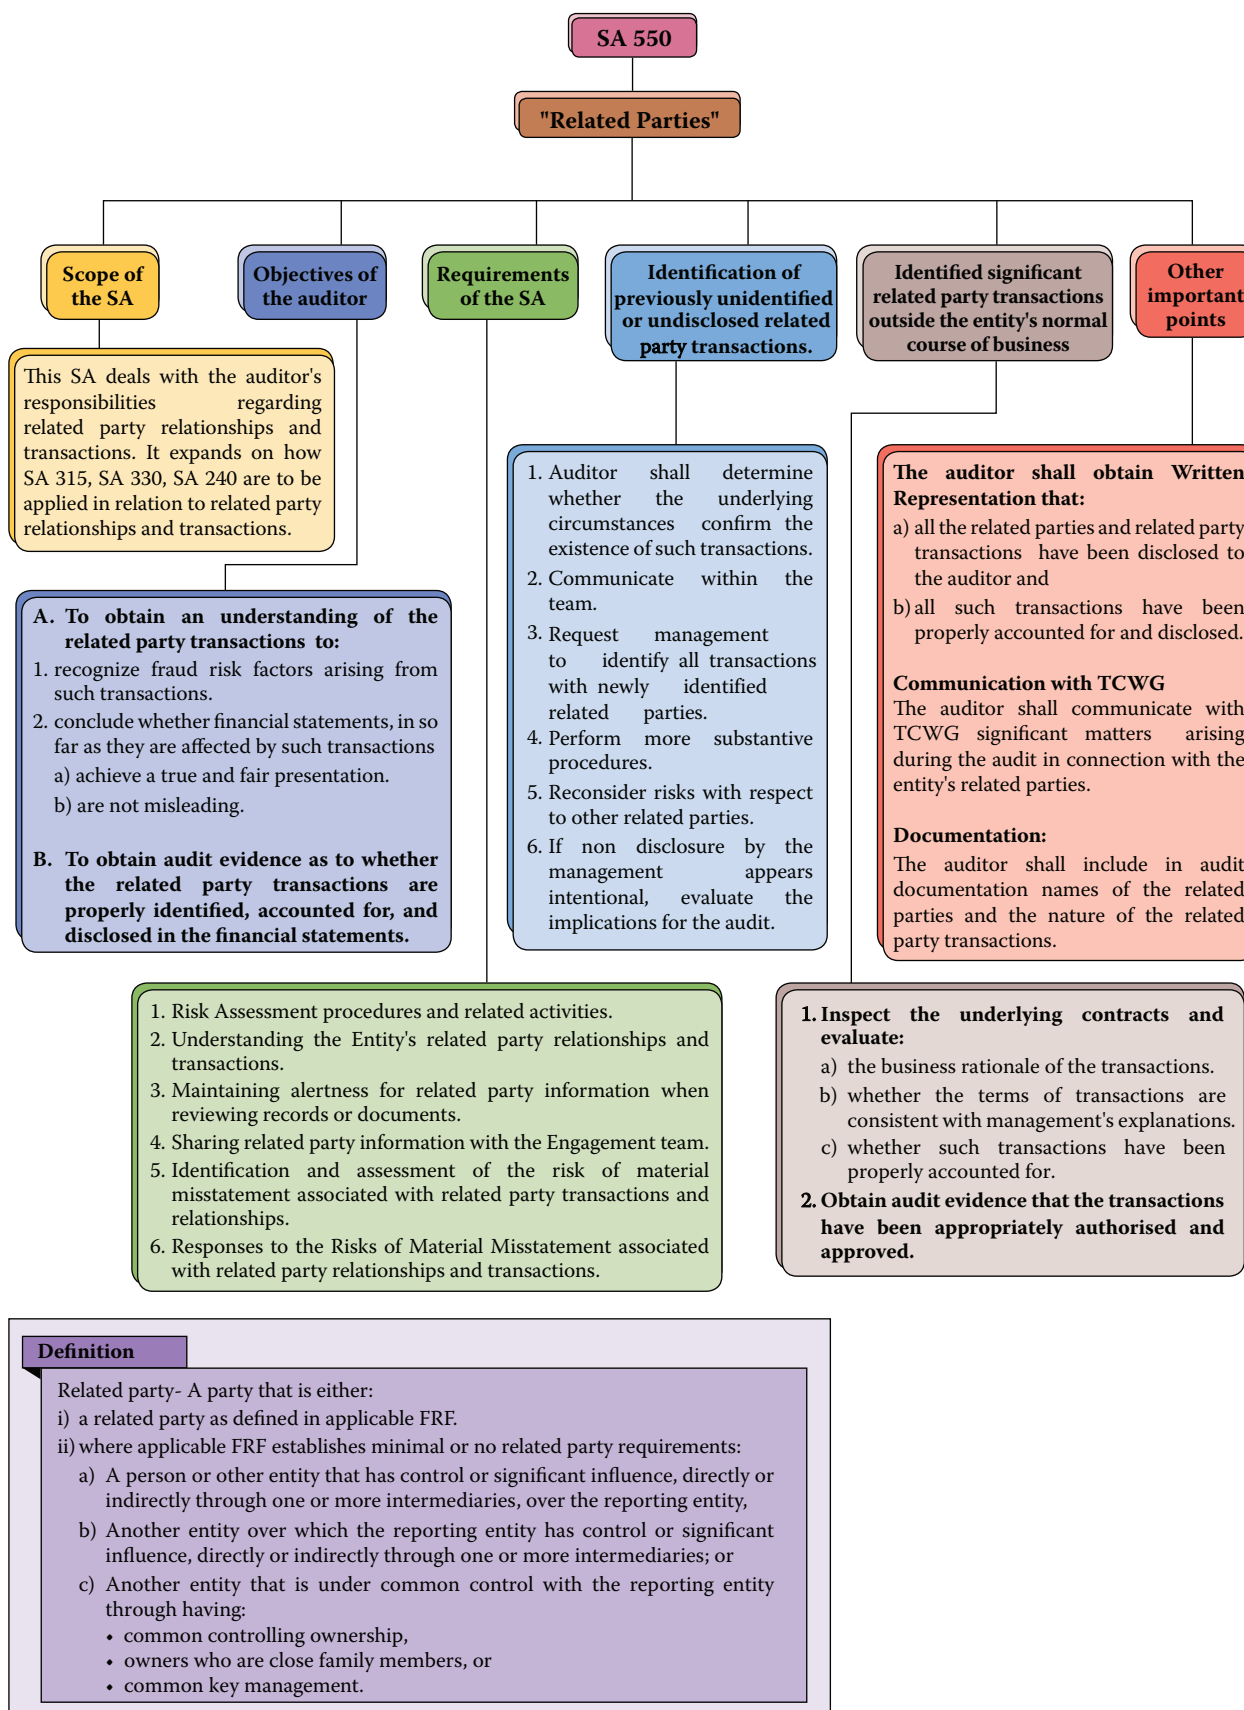 SA 550
"Related Parties"
Scope of
the SA
Objectives of
the auditor
Requirements
of the SA
Identification of
previously unidentified
or undisclosed related
party transactions.
Identified significant
related party transactions
outside the entity's normal
course of business
Other
important
points
This SA deals with the auditor's
responsibilities regarding
related party relationships and
transactions. It expands on how
SA 315, SA 330, SA 240 are to be
applied in relation to related party
relationships and transactions.
A. To obtain an understanding of the
related party transactions to:
1. recognize fraud risk factors arising from
such transactions.
2. conclude whether financial statements, in so
far as they are affected by such transactions
a) achieve a true and fair presentation.
b) are not misleading.
B. To obtain audit evidence as to whether
the related party transactions are
properly identified, accounted for, and
disclosed in the financial statements.
1. Auditor shall determine
whether the underlying
circumstances confirm the
existence of such transactions.
2. Communicate within the
team.
3. Request management
to identify all transactions
with newly identified
related parties.
4. Perform more substantive
procedures.
5. Reconsider risks with respect
to other related parties.
6. If non disclosure by the
management appears
intentional, evaluate the
implications for the audit.
The auditor shall obtain Written
Representation that:
a) all the related parties and related party
transactions have been disclosed to
the auditor and
b) all such transactions have been
properly accounted for and disclosed.
Communication with TCWG
The auditor shall communicate with
TCWG significant matters arising
during the audit in connection with the
entity's related parties.
Documentation:
The auditor shall include in audit
documentation names of the related
parties and the nature of the related
party transactions.
1. Risk Assessment procedures and related activities.
2. Understanding the Entity's related party relationships and
transactions.
3. Maintaining alertness for related party information when
reviewing records or documents.
4. Sharing related party information with the Engagement team.
5. Identification and assessment of the risk of material
misstatement associated with related party transactions and
relationships.
6. Responses to the Risks of Material Misstatement associated
with related party relationships and transactions.
1. Inspect the underlying contracts and
evaluate:
a) the business rationale of the transactions.
b) whether the terms of transactions are
consistent with management's explanations.
c) whether such transactions have been
properly accounted for.
2. Obtain audit evidence that the transactions
have been appropriately authorised and
approved.
Definition
Related party- A party that is either:
i) a related party as defined in applicable FRF.
ii) where applicable FRF establishes minimal or no related party requirements:
a) A person or other entity that has control or significant influence, directly or
indirectly through one or more intermediaries, over the reporting entity,
b) Another entity over which the reporting entity has control or significant
influence, directly or indirectly through one or more intermediaries; or
c) Another entity that is under common control with the reporting entity
through having:
• common controlling ownership,
• owners who are close family members, or
• common key management.